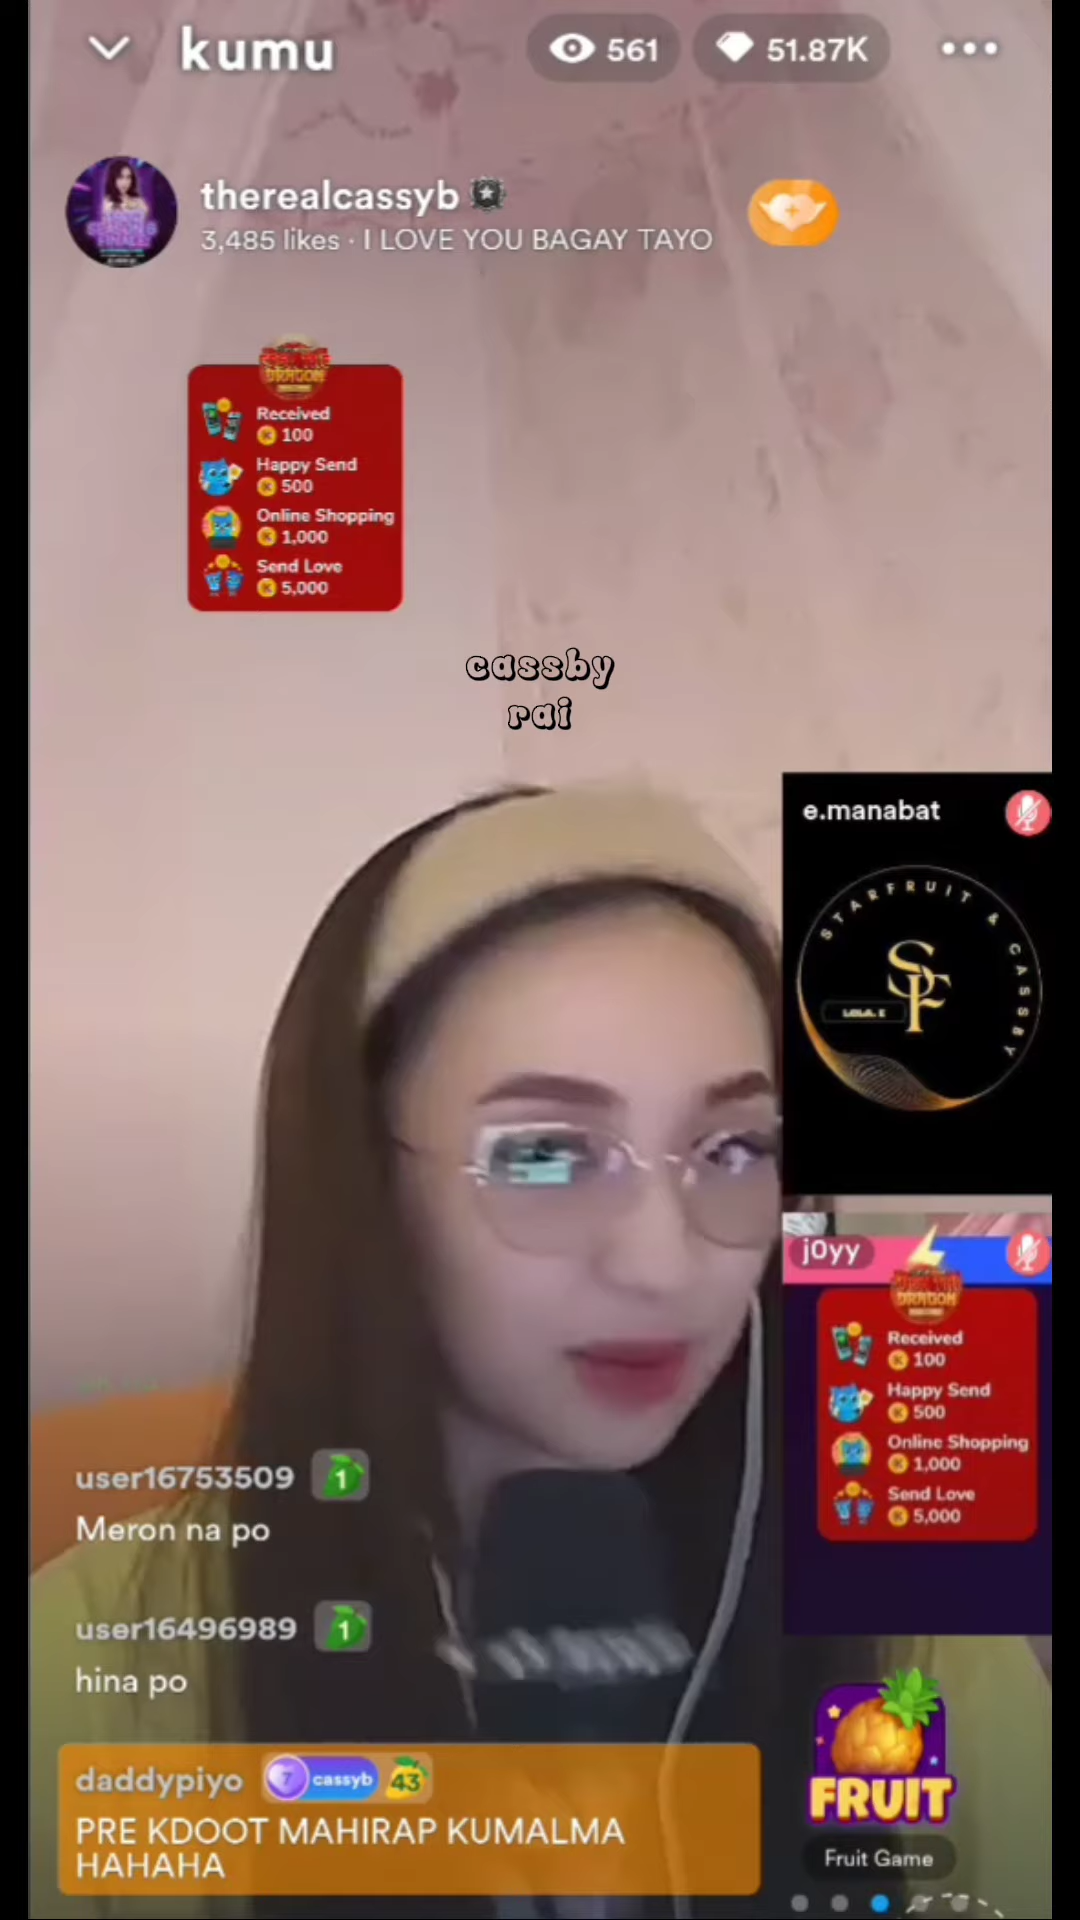 kumu
561
51.87K
therealcassyb
3,485 likes · I LOVE YOU BAGAY TAYO
DRAGON
Received
100
Happy Send
500
Online Shopping
1,000
Send Love
5,000
cassby
rai
e.manabat
STARFRUIT & CASSBY
SF
LOLA. E
j0yy
DRAGON
Received
100
Happy Send
500
Online Shopping
1,000
Send Love
5,000
user16753509 1
Meron na po
user16496989 1
hina po
daddypiyo 7 cassyb 43
PRE KDOOT MAHIRAP KUMALMA
HAHAHA
FRUIT
Fruit Game